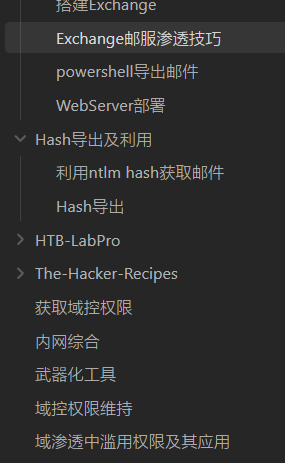 搭建Exchange
Exchange邮服渗透技巧
powershell导出邮件
WebServer部署
Hash导出及利用
利用ntlm hash获取邮件
Hash导出
HTB-LabPro
The-Hacker-Recipes
获取域控权限
内网综合
武器化工具
域控权限维持
域渗透中滥用权限及其应用